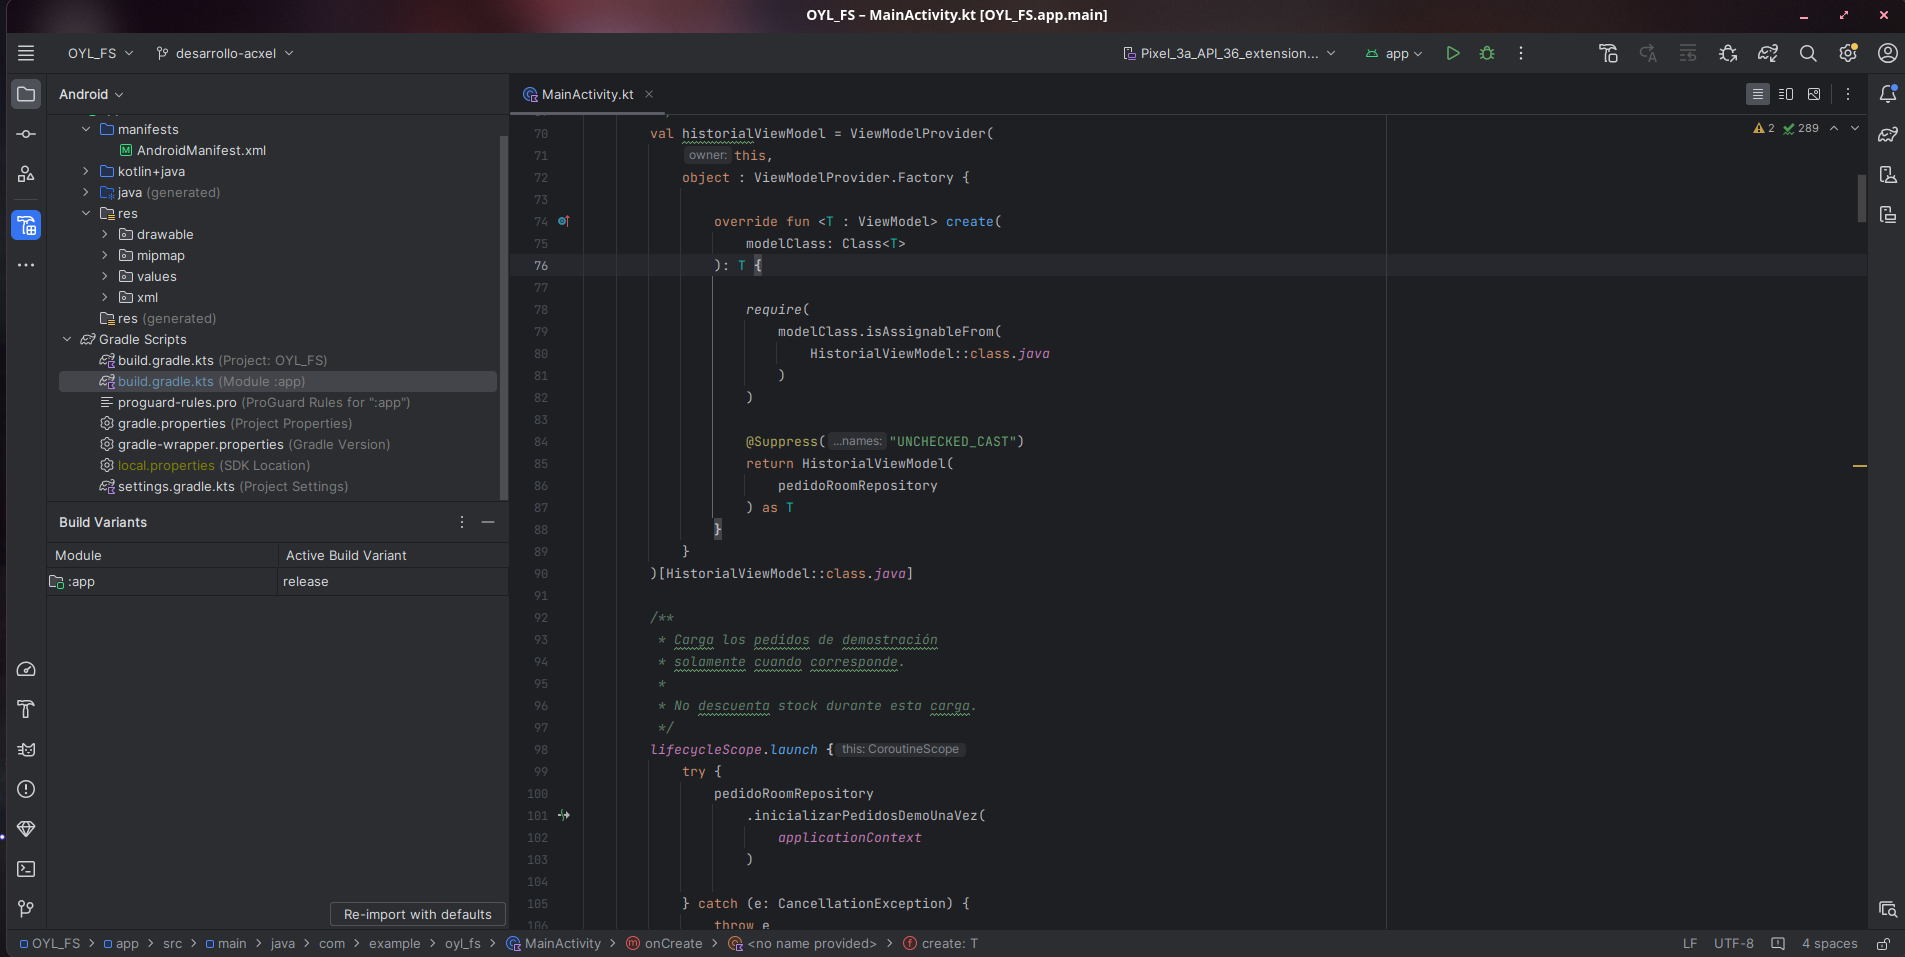 OYL_FS – MainActivity.kt [OYL_FS.app.main]
OYL_FS
desarrollo-acxel
Pixel_3a_API_36_extension...
app
Android
manifests
AndroidManifest.xml
kotlin+java
java (generated)
res
drawable
mipmap
values
xml
res (generated)
Gradle Scripts
build.gradle.kts (Project: OYL_FS)
build.gradle.kts (Module :app)
proguard-rules.pro (ProGuard Rules for ":app")
gradle.properties (Project Properties)
gradle-wrapper.properties (Gradle Version)
local.properties (SDK Location)
settings.gradle.kts (Project Settings)
Build Variants
Module Active Build Variant
:app release
Re-import with defaults
MainActivity.kt
2 289
70 val historialViewModel = ViewModelProvider(
71 owner: this,
72 object : ViewModelProvider.Factory {
73
74 override fun <T : ViewModel> create(
75 modelClass: Class<T>
76 ): T {
77
78 require(
79 modelClass.isAssignableFrom(
80 HistorialViewModel::class.java
81 )
82 )
83
84 @Suppress( ...names: "UNCHECKED_CAST")
85 return HistorialViewModel(
86 pedidoRoomRepository
87 ) as T
88 }
89 }
90 )[HistorialViewModel::class.java]
91
92 /**
93 * Carga los pedidos de demostración
94 * solamente cuando corresponde.
95 *
96 * No descuenta stock durante esta carga.
97 */
98 lifecycleScope.launch { this: CoroutineScope
99 try {
100 pedidoRoomRepository
101 .inicializarPedidosDemoUnaVez(
102 applicationContext
103 )
104
105 } catch (e: CancellationException) {
106 throw e
OYL_FS > app > src > main > java > com > example > oyl_fs > MainActivity > onCreate > <no name provided> > create: T
LF UTF-8 4 spaces